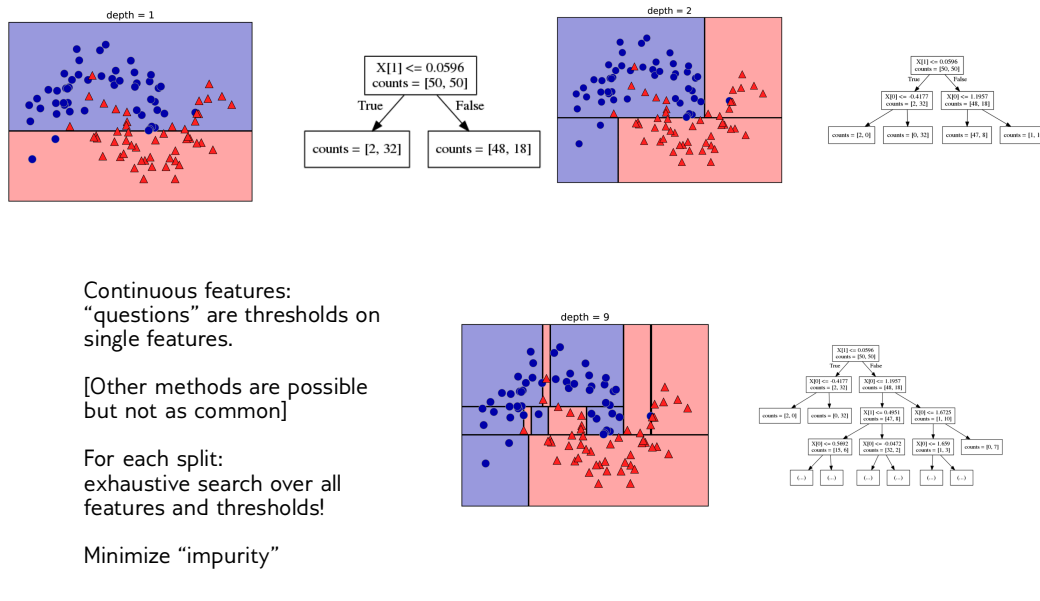 depth = 1
X[1] <= 0.0596
counts = [50, 50]
True
False
counts = [2, 32]
counts = [48, 18]
depth = 2
X[1] <= 0.0596
counts = [50, 50]
True
False
X[0] <= -0.4177
counts = [2, 32]
X[0] <= 1.1957
counts = [48, 18]
counts = [2, 0]
counts = [0, 32]
counts = [47, 8]
counts = [1, 1
Continuous features:
“questions” are thresholds on
single features.
[Other methods are possible
but not as common]
For each split:
exhaustive search over all
features and thresholds!
Minimize “impurity”
depth = 9
X[1] <= 0.0596
counts = [50, 50]
True
False
X[0] <= -0.4177
counts = [2, 32]
X[0] <= 1.1957
counts = [48, 18]
counts = [2, 0]
counts = [0, 32]
X[1] <= 0.4951
counts = [47, 8]
X[0] <= 1.6725
counts = [1, 10]
X[0] <= 0.5692
counts = [15, 6]
X[0] <= -0.0472
counts = [32, 2]
X[0] <= 1.659
counts = [1, 3]
counts = [0, 7]
(...)
(...)
(...)
(...)
(...)
(...)